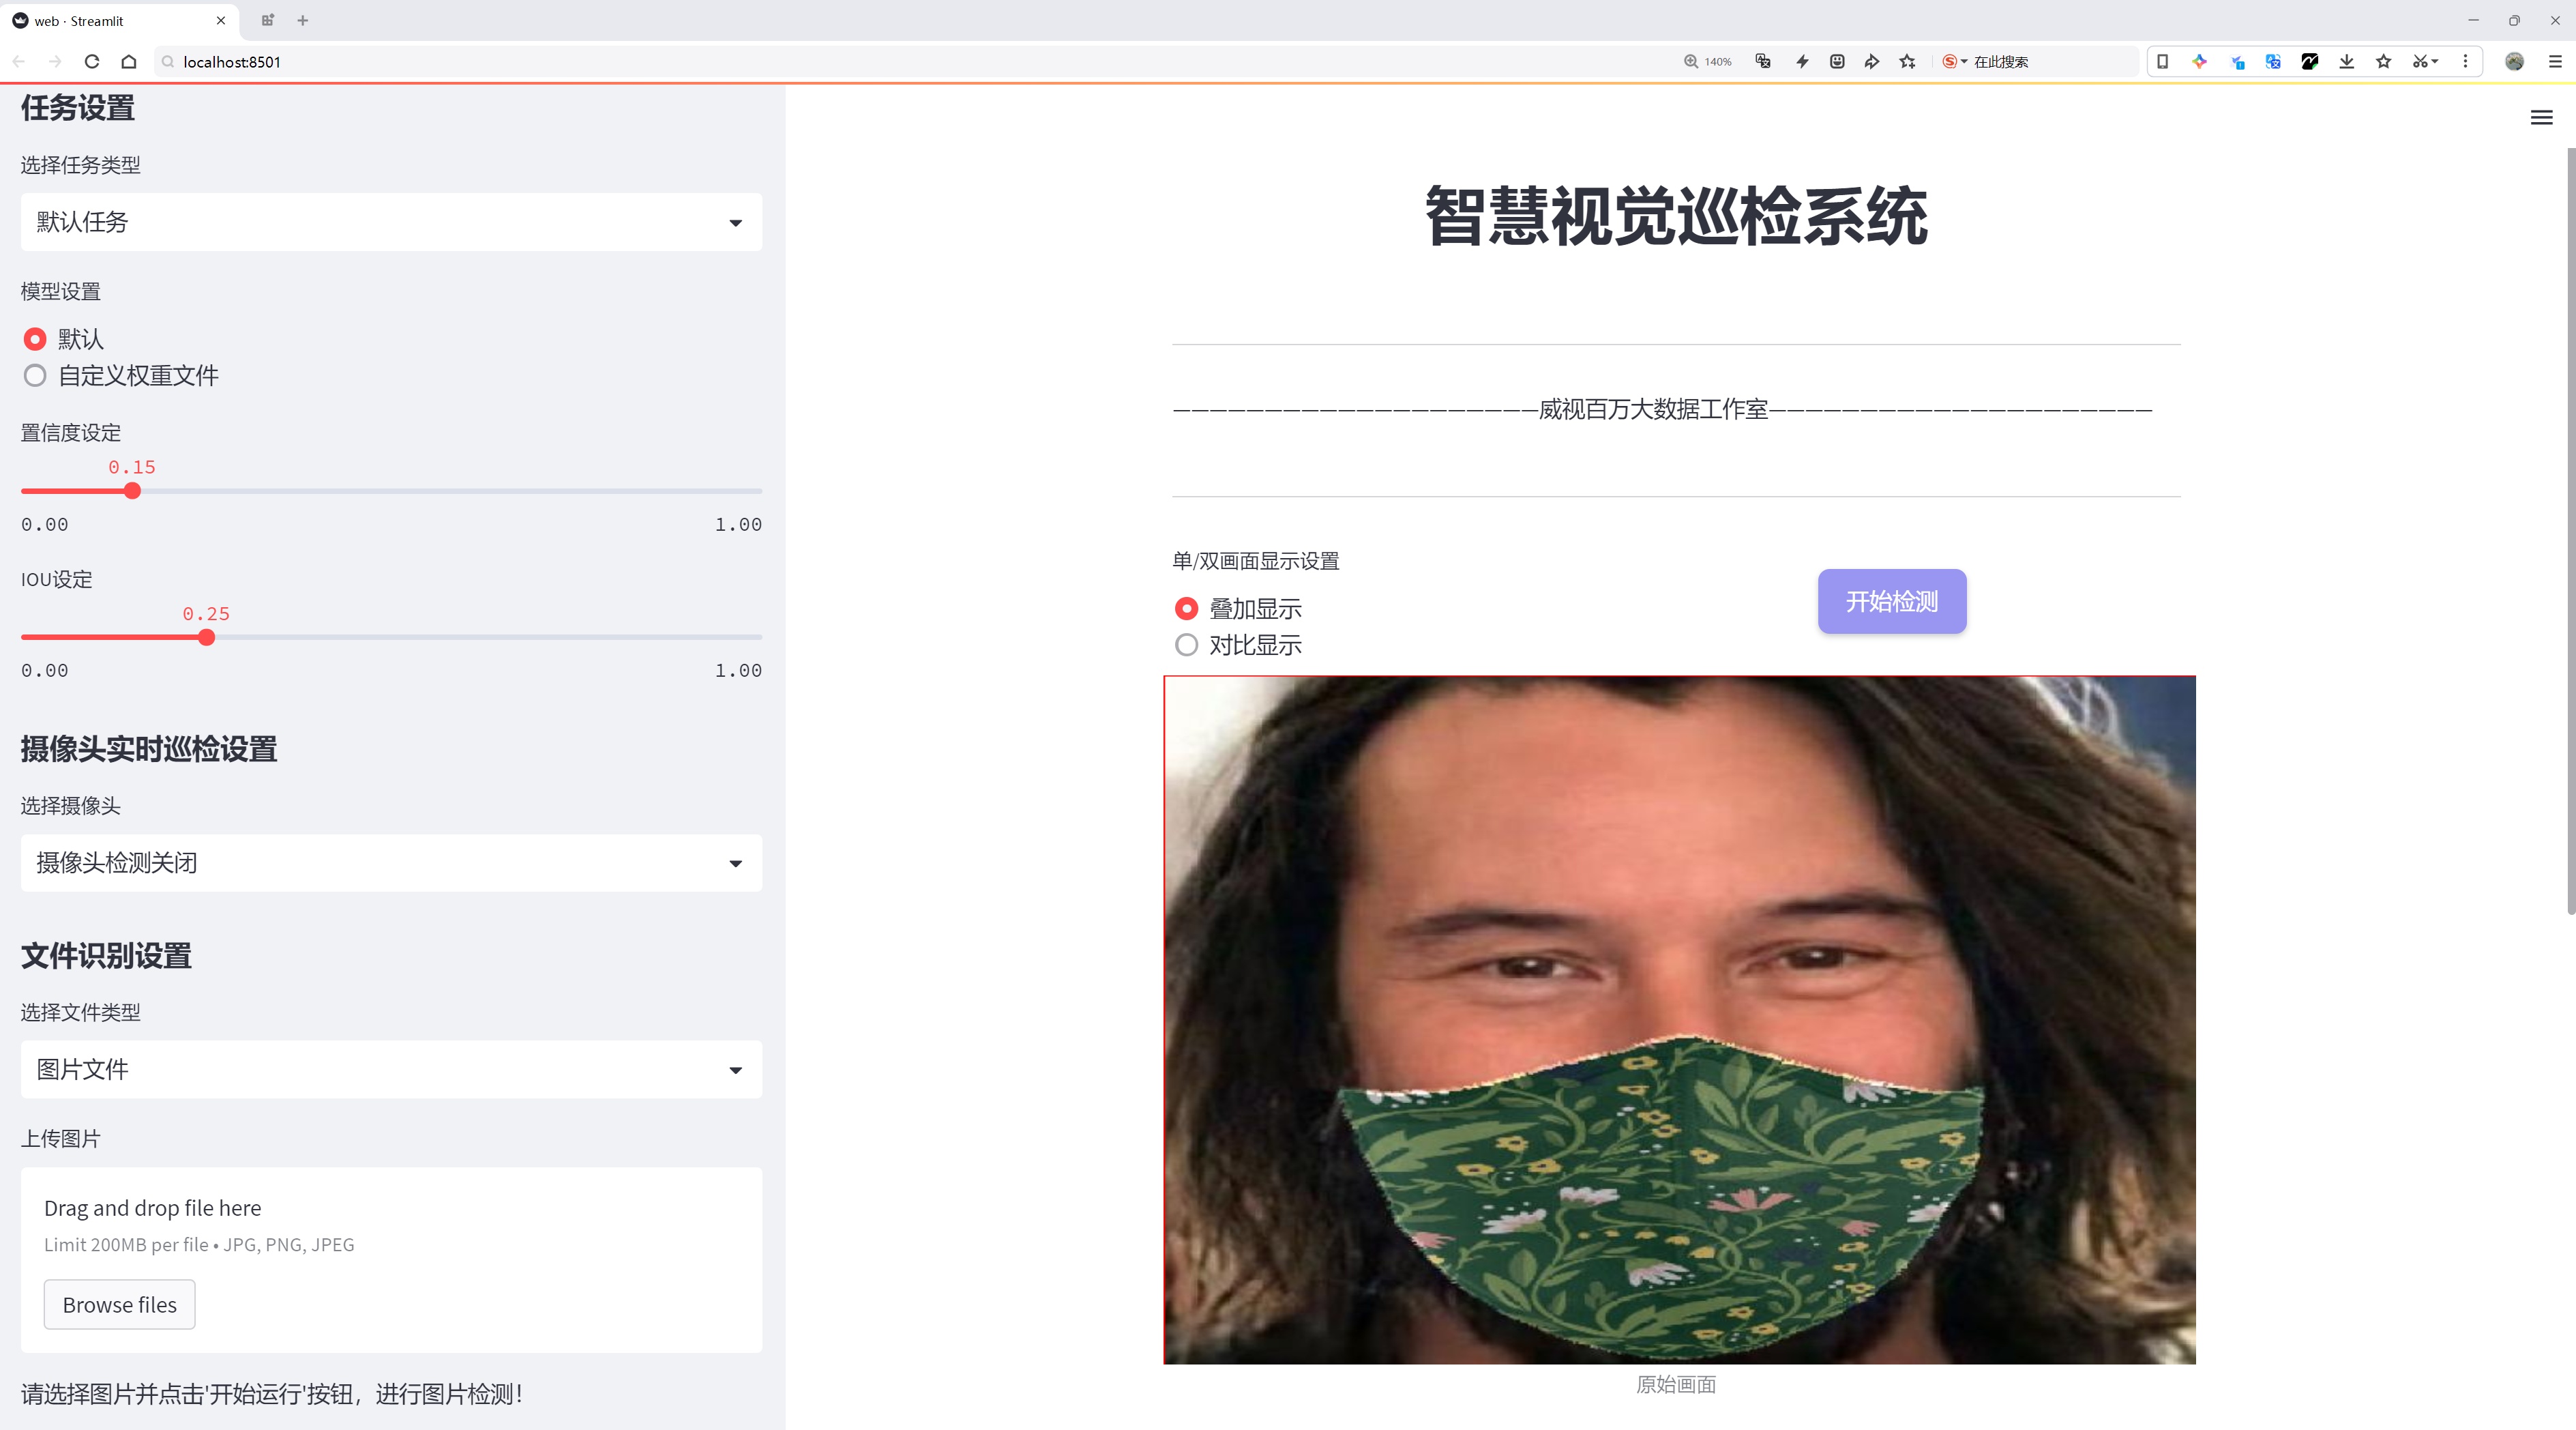 web · Streamlit
localhost:8501
140%
在此搜索
任务设置
选择任务类型
默认任务
模型设置
默认
自定义权重文件
置信度设定
0.15
0.00
1.00
IOU设定
0.25
0.00
1.00
摄像头实时巡检设置
选择摄像头
摄像头检测关闭
文件识别设置
选择文件类型
图片文件
上传图片
Drag and drop file here
Limit 200MB per file • JPG, PNG, JPEG
Browse files
请选择图片并点击'开始运行'按钮，进行图片检测！
智慧视觉巡检系统
————————————————————威视百万大数据工作室—————————————————————
单/双画面显示设置
叠加显示
对比显示
开始检测
原始画面